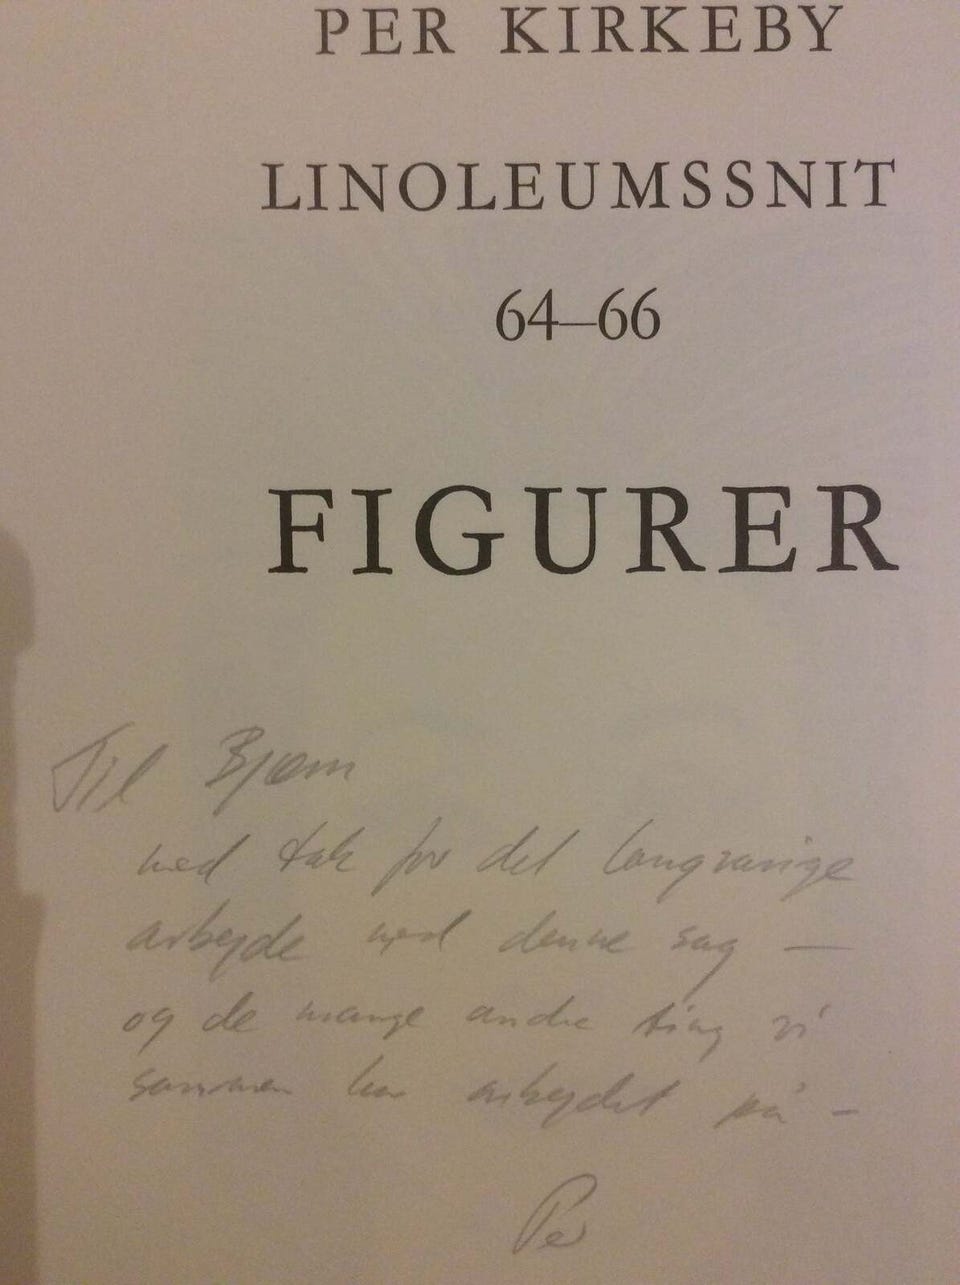 PER KIRKEBY
LINOLEUMSSNIT
64–66
FIGURER
Til Bjørn
med tak for det langvarige
arbejde med denne sag —
og de mange andre ting vi
sammen har arbejdet på —
Per